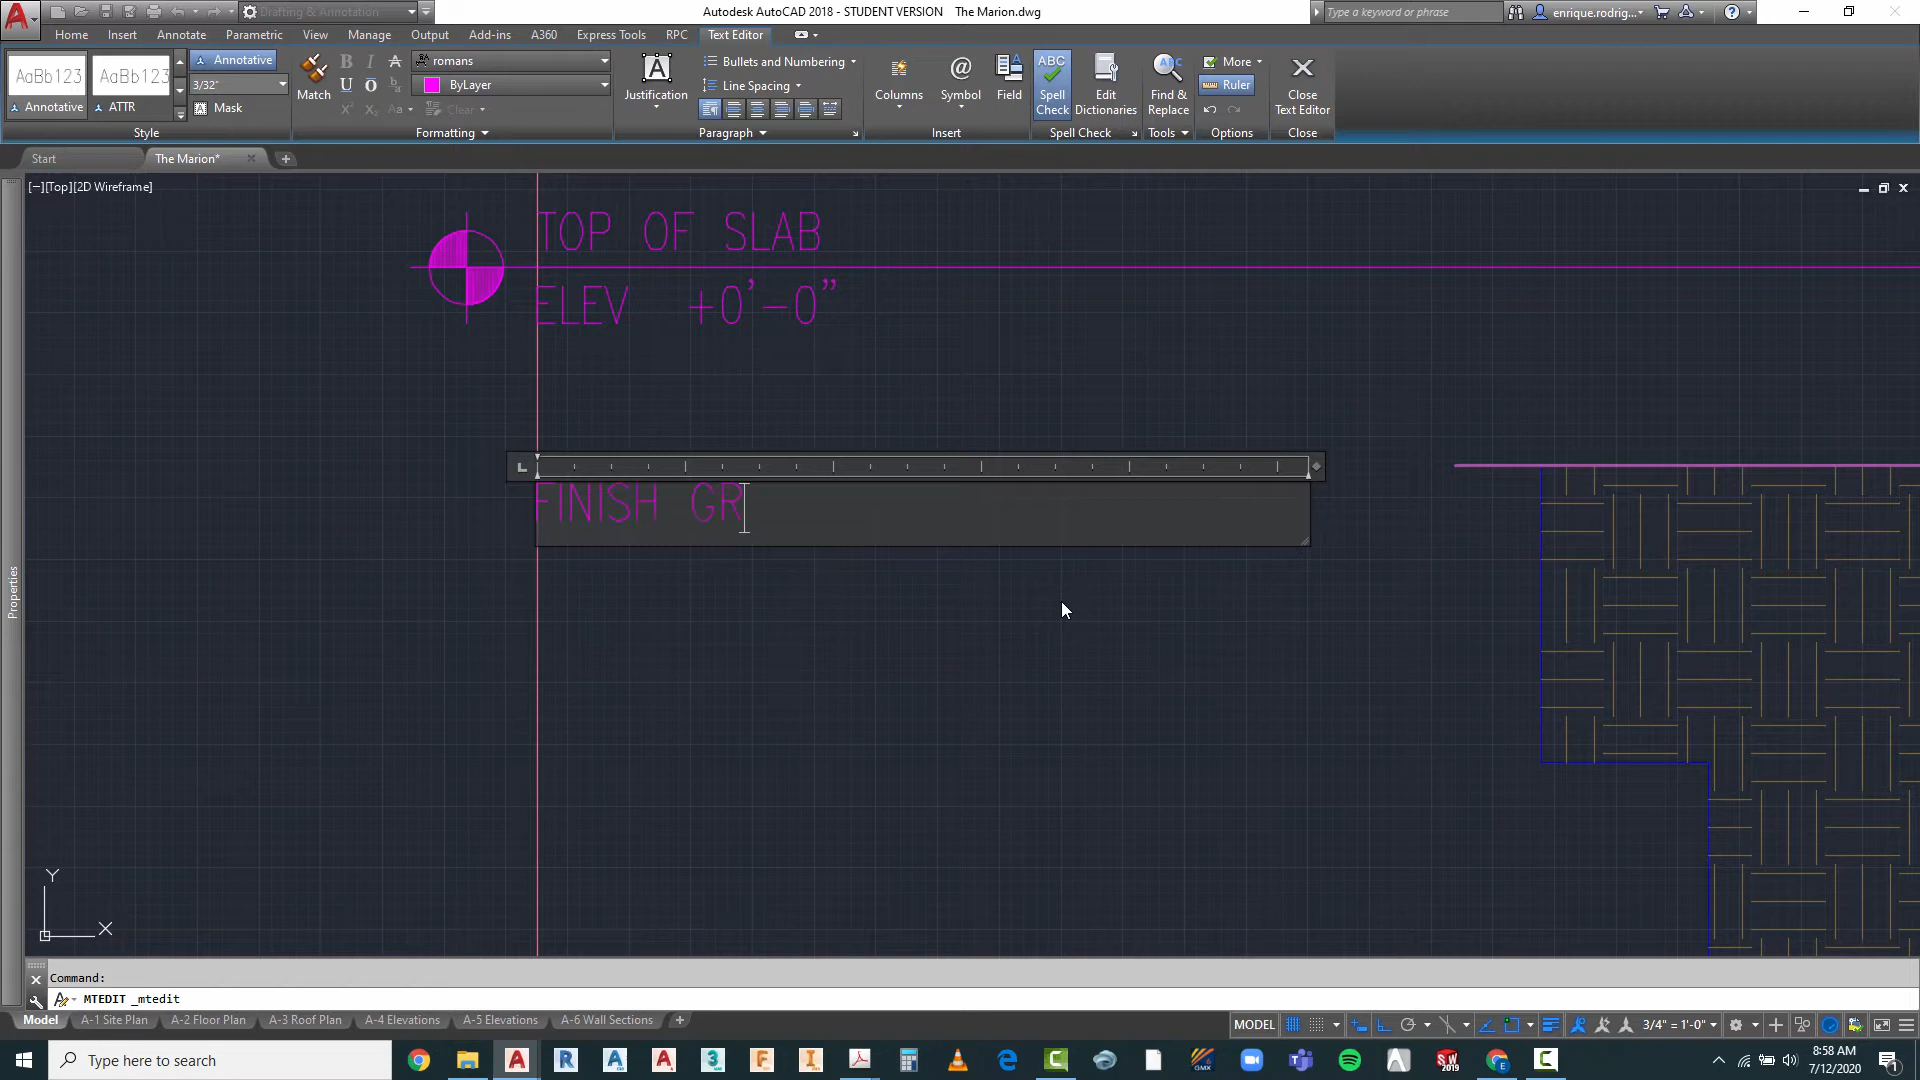 Drafting & Annotation
Autodesk AutoCAD 2018 - STUDENT VERSION The Marion.dwg
Type a keyword or phrase
enrique.rodrig...
Home Insert Annotate Parametric View Manage Output Add-ins A360 Express Tools RPC Text Editor
AaBb123 AaBb123
Annotative ATTR
Annotative
3/32"
Mask
Style
Match
romans
ByLayer
Formatting
Justification
Bullets and Numbering
Line Spacing
Paragraph
Columns
Symbol
Field
Insert
ABC
Spell Check
Edit Dictionaries
Spell Check
Find & Replace
Tools
More
Ruler
Options
Close Text Editor
Close
Start
The Marion*
[−][Top][2D Wireframe]
TOP OF SLAB
ELEV +0'-0"
FINISH GR
Properties
Y
X
Command:
MTEDIT _mtedit
Model A-1 Site Plan A-2 Floor Plan A-3 Roof Plan A-4 Elevations A-5 Elevations A-6 Wall Sections
MODEL
3/4" = 1'-0"
Type here to search
8:58 AM
7/12/2020